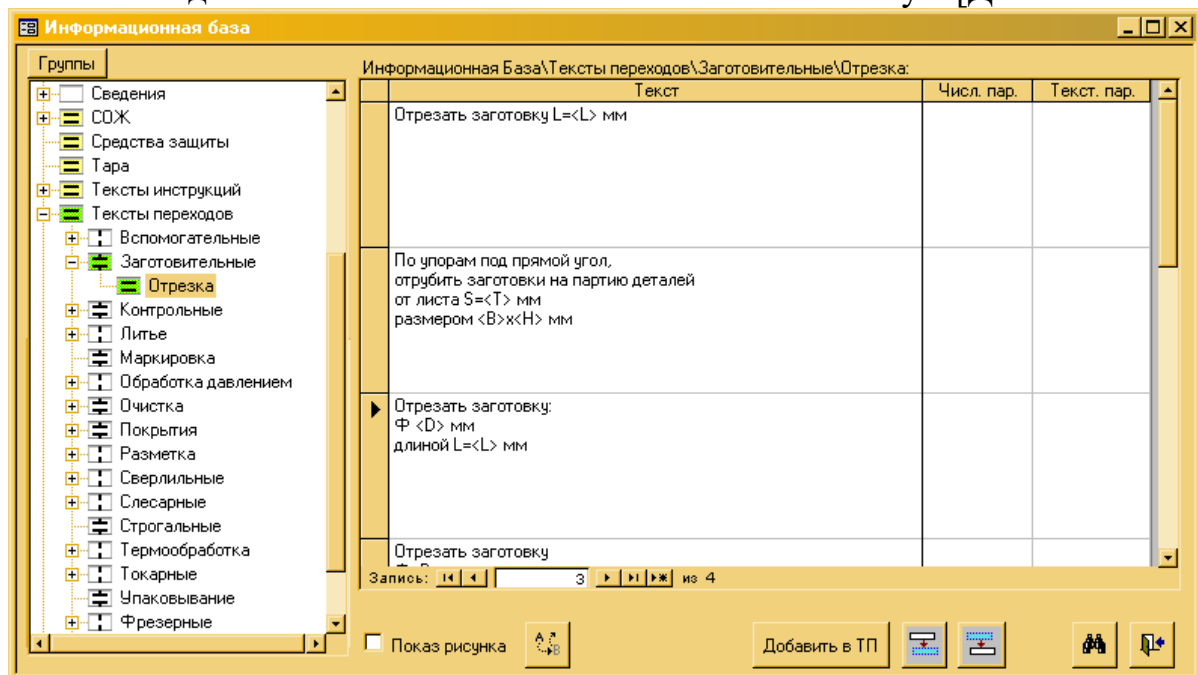 Информационная база
Группы
Сведения
СОЖ
Средства защиты
Тара
Тексты инструкций
Тексты переходов
Вспомогательные
Заготовительные
Отрезка
Контрольные
Литье
Маркировка
Обработка давлением
Очистка
Покрытия
Разметка
Сверлильные
Слесарные
Строгальные
Термообработка
Токарные
Упаковывание
Фрезерные
Информационная База\Тексты переходов\Заготовительные\Отрезка:
Текст Числ. пар. Текст. пар.
Отрезать заготовку L=<L> мм
По упорам под прямой угол,
отрубить заготовки на партию деталей
от листа S=<T> мм
размером <B>x<H> мм
Отрезать заготовку:
Ф <D> мм
длиной L=<L> мм
Отрезать заготовку
Запись: 3 из 4
Показ рисунка
Добавить в ТП